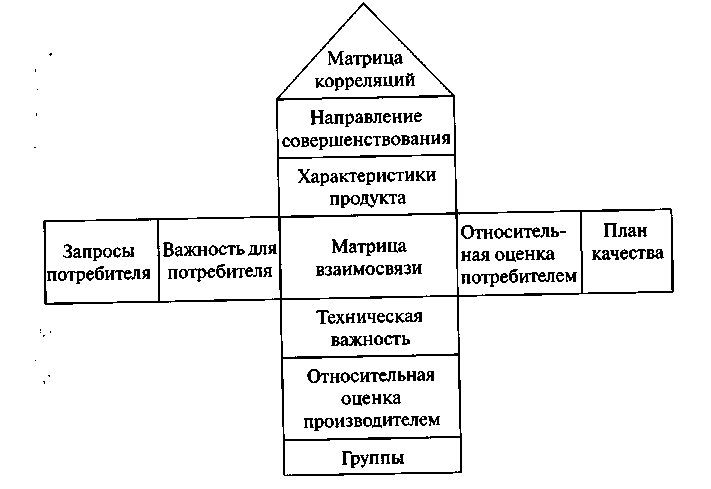 Матрица
корреляций
Направление
совершенствования
Характеристики
продукта
Запросы
потребителя
Важность для
потребителя
Матрица
взаимосвязи
Относитель-
ная оценка
потребителем
План
качества
Техническая
важность
Относительная
оценка
производителем
Группы